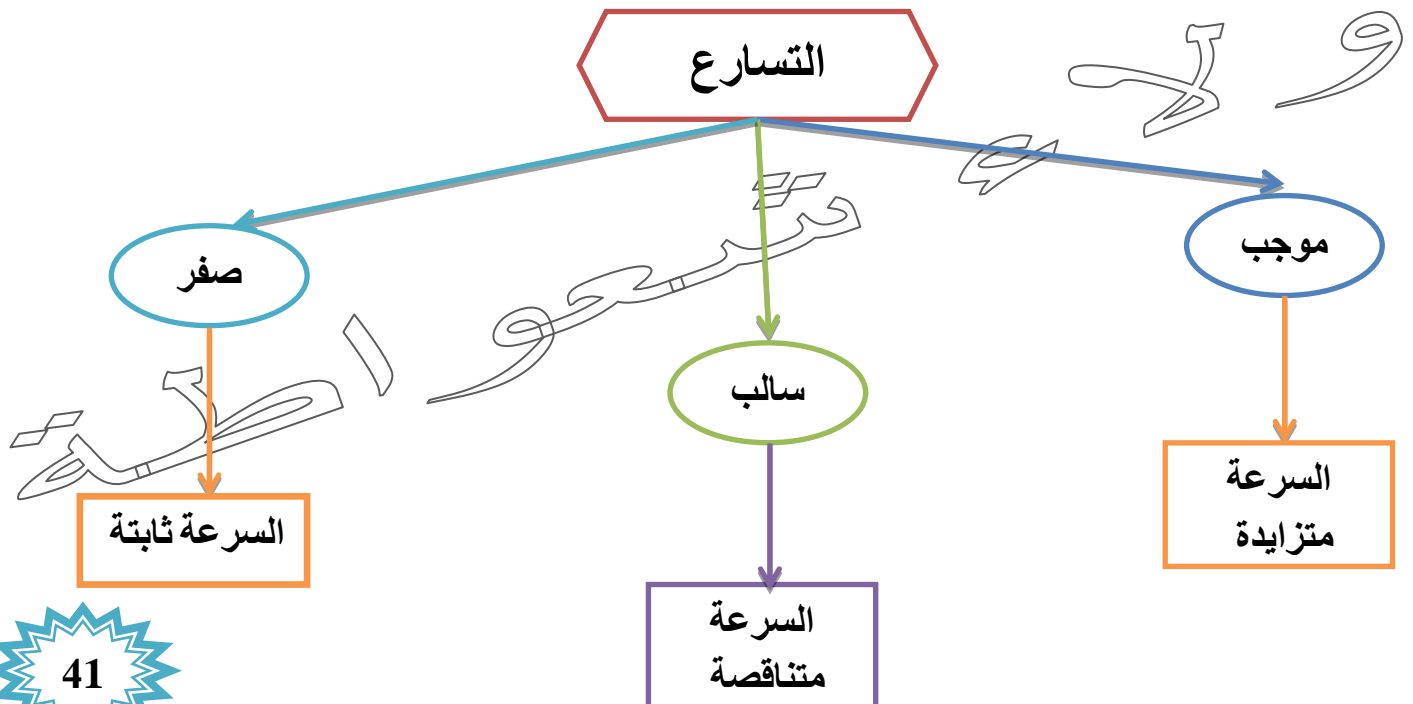 التسارع
موجب
صفر
سالب
السرعة
متزايدة
السرعة ثابتة
السرعة
متناقصة
41